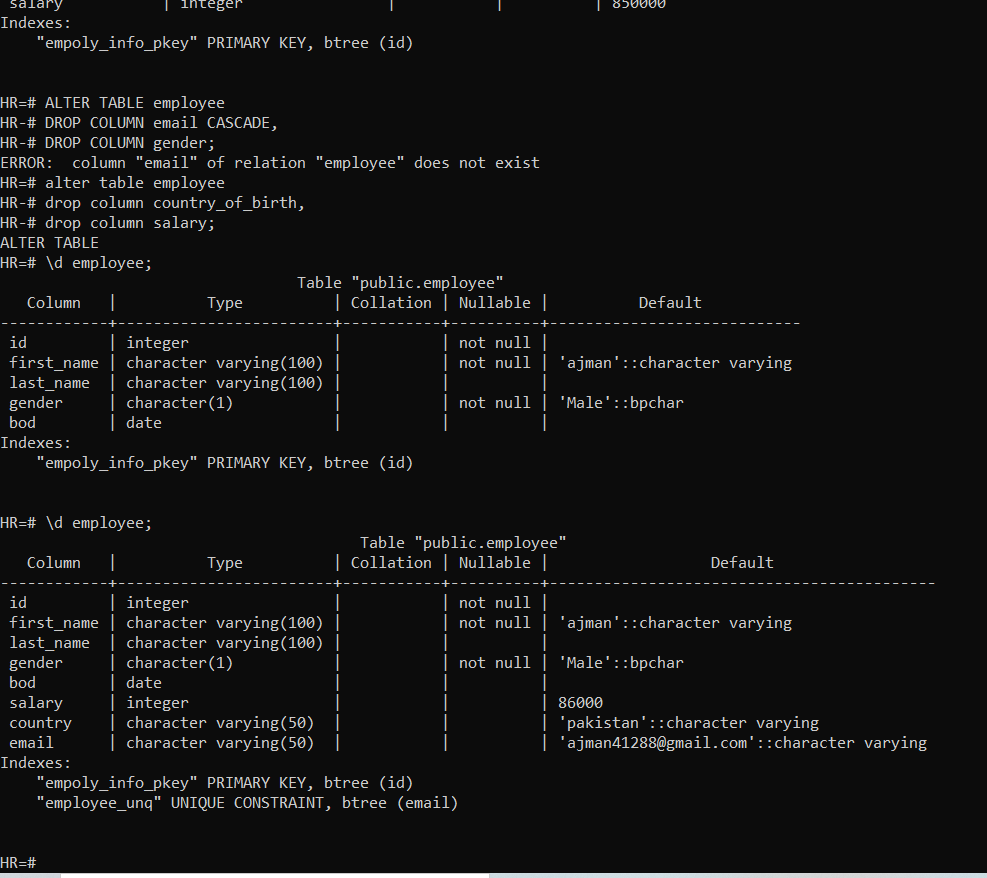 salary | integer | | | 850000
Indexes:
    "empoly_info_pkey" PRIMARY KEY, btree (id)
HR=# ALTER TABLE employee
HR-# DROP COLUMN email CASCADE,
HR-# DROP COLUMN gender;
ERROR:  column "email" of relation "employee" does not exist
HR=# alter table employee
HR-# drop column country_of_birth,
HR-# drop column salary;
ALTER TABLE
HR=# \d employee;
                                 Table "public.employee"
   Column   |          Type          | Collation | Nullable |          Default
------------+------------------------+-----------+----------+----------------------------
 id         | integer                |           | not null |
 first_name | character varying(100) |           | not null | 'ajman'::character varying
 last_name  | character varying(100) |           |          |
 gender     | character(1)           |           | not null | 'Male'::bpchar
 bod        | date                   |           |          |
Indexes:
    "empoly_info_pkey" PRIMARY KEY, btree (id)
HR=# \d employee;
                                        Table "public.employee"
   Column   |          Type          | Collation | Nullable |                  Default
------------+------------------------+-----------+----------+-------------------------------------------
 id         | integer                |           | not null |
 first_name | character varying(100) |           | not null | 'ajman'::character varying
 last_name  | character varying(100) |           |          |
 gender     | character(1)           |           | not null | 'Male'::bpchar
 bod        | date                   |           |          |
 salary     | integer                |           |          | 86000
 country    | character varying(50)  |           |          | 'pakistan'::character varying
 email      | character varying(50)  |           |          | 'ajman41288@gmail.com'::character varying
Indexes:
    "empoly_info_pkey" PRIMARY KEY, btree (id)
    "employee_unq" UNIQUE CONSTRAINT, btree (email)
HR=#